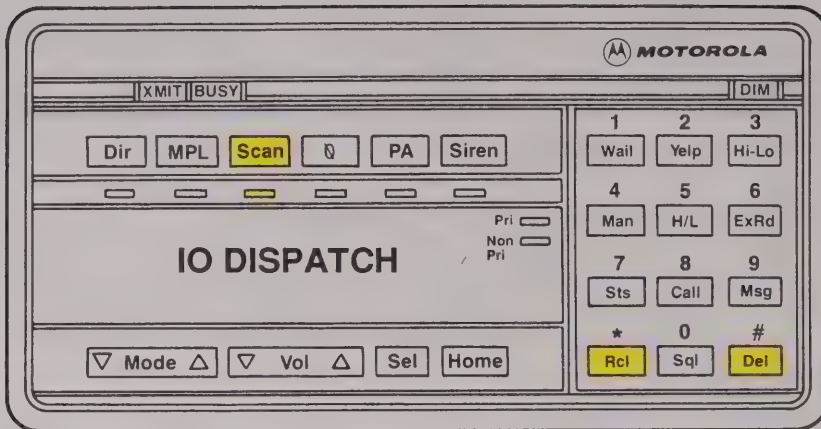 MOTOROLA
XMIT BUSY DIM
Dir MPL Scan PA Siren
1 2 3
Wail Yelp Hi-Lo
4 5 6
Man H/L ExRd
Pri
Non
Pri
IO DISPATCH
7 8 9
Sts Call Msg
* 0 #
Rcl Sql Del
Mode Vol Sel Home